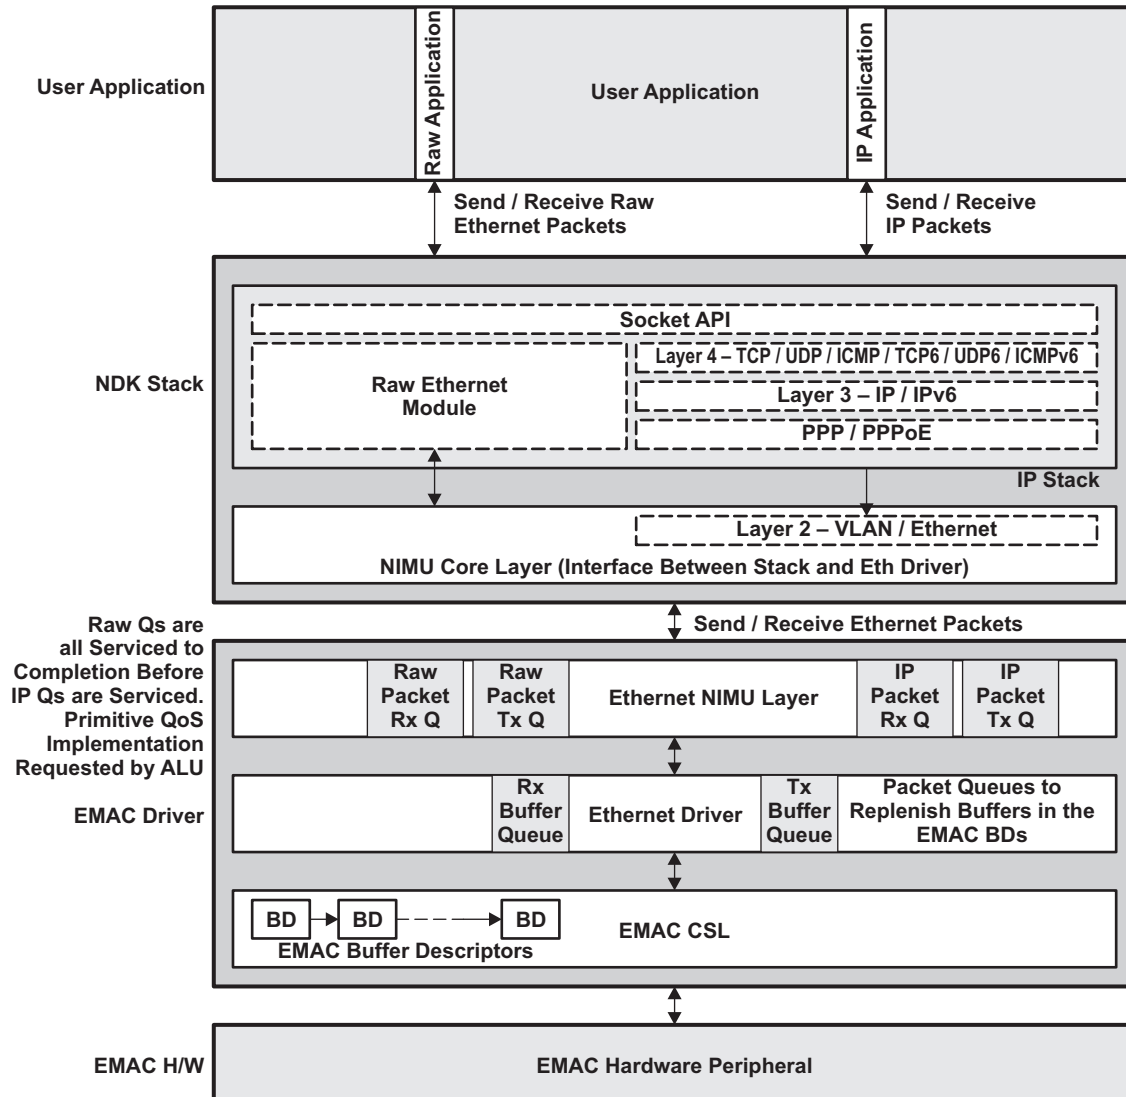 User Application
Raw Application
User Application
IP Application
Send / Receive Raw
Ethernet Packets
Send / Receive
IP Packets
NDK Stack
Socket API
Raw Ethernet
Module
Layer 4 – TCP / UDP / ICMP / TCP6 / UDP6 / ICMPv6
Layer 3 – IP / IPv6
PPP / PPPoE
IP Stack
Layer 2 – VLAN / Ethernet
NIMU Core Layer (Interface Between Stack and Eth Driver)
Send / Receive Ethernet Packets
Raw Qs are
all Serviced to
Completion Before
IP Qs are Serviced.
Primitive QoS
Implementation
Requested by ALU
Raw
Packet
Rx Q
Raw
Packet
Tx Q
Ethernet NIMU Layer
IP
Packet
Rx Q
IP
Packet
Tx Q
EMAC Driver
Rx
Buffer
Queue
Ethernet Driver
Tx
Buffer
Queue
Packet Queues to
Replenish Buffers in the
EMAC BDs
BD
BD
BD
EMAC Buffer Descriptors
EMAC CSL
EMAC H/W
EMAC Hardware Peripheral